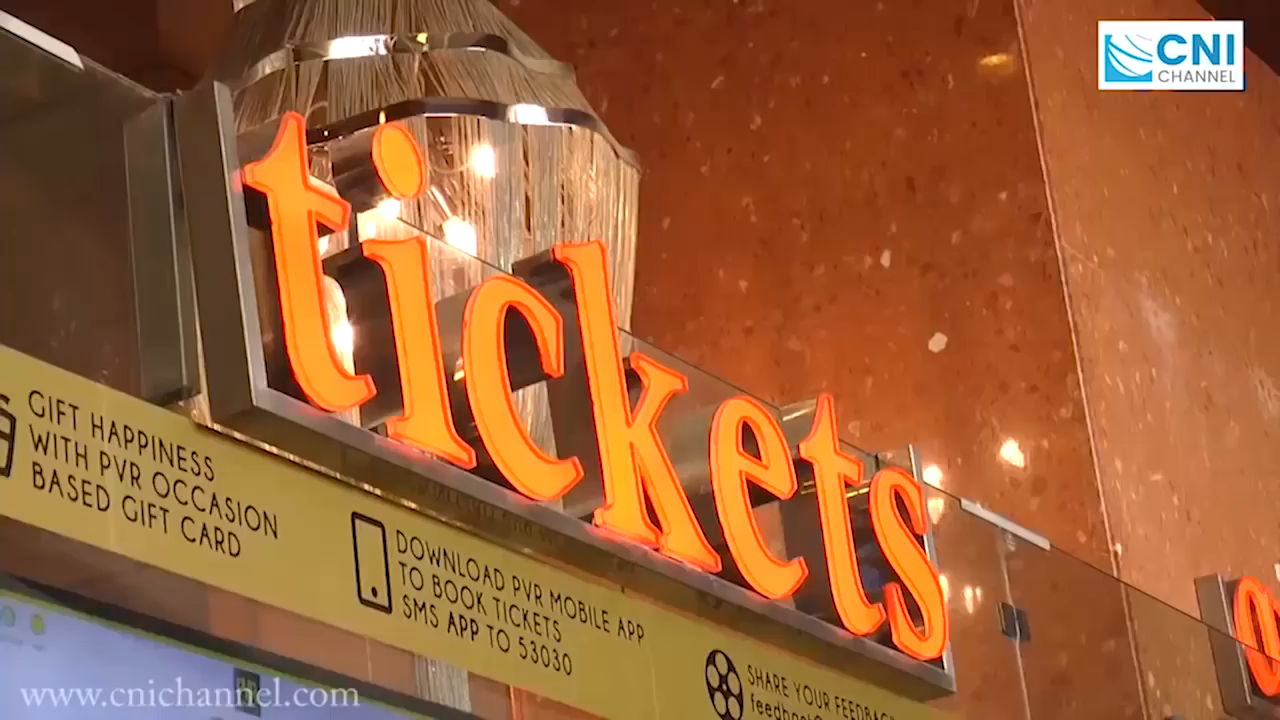 CNI
CHANNEL
tickets
GIFT HAPPINESS
WITH PVR OCCASION
BASED GIFT CARD
DOWNLOAD PVR MOBILE APP
TO BOOK TICKETS
SMS APP TO 53030
SHARE YOUR
www.cnichannel.com